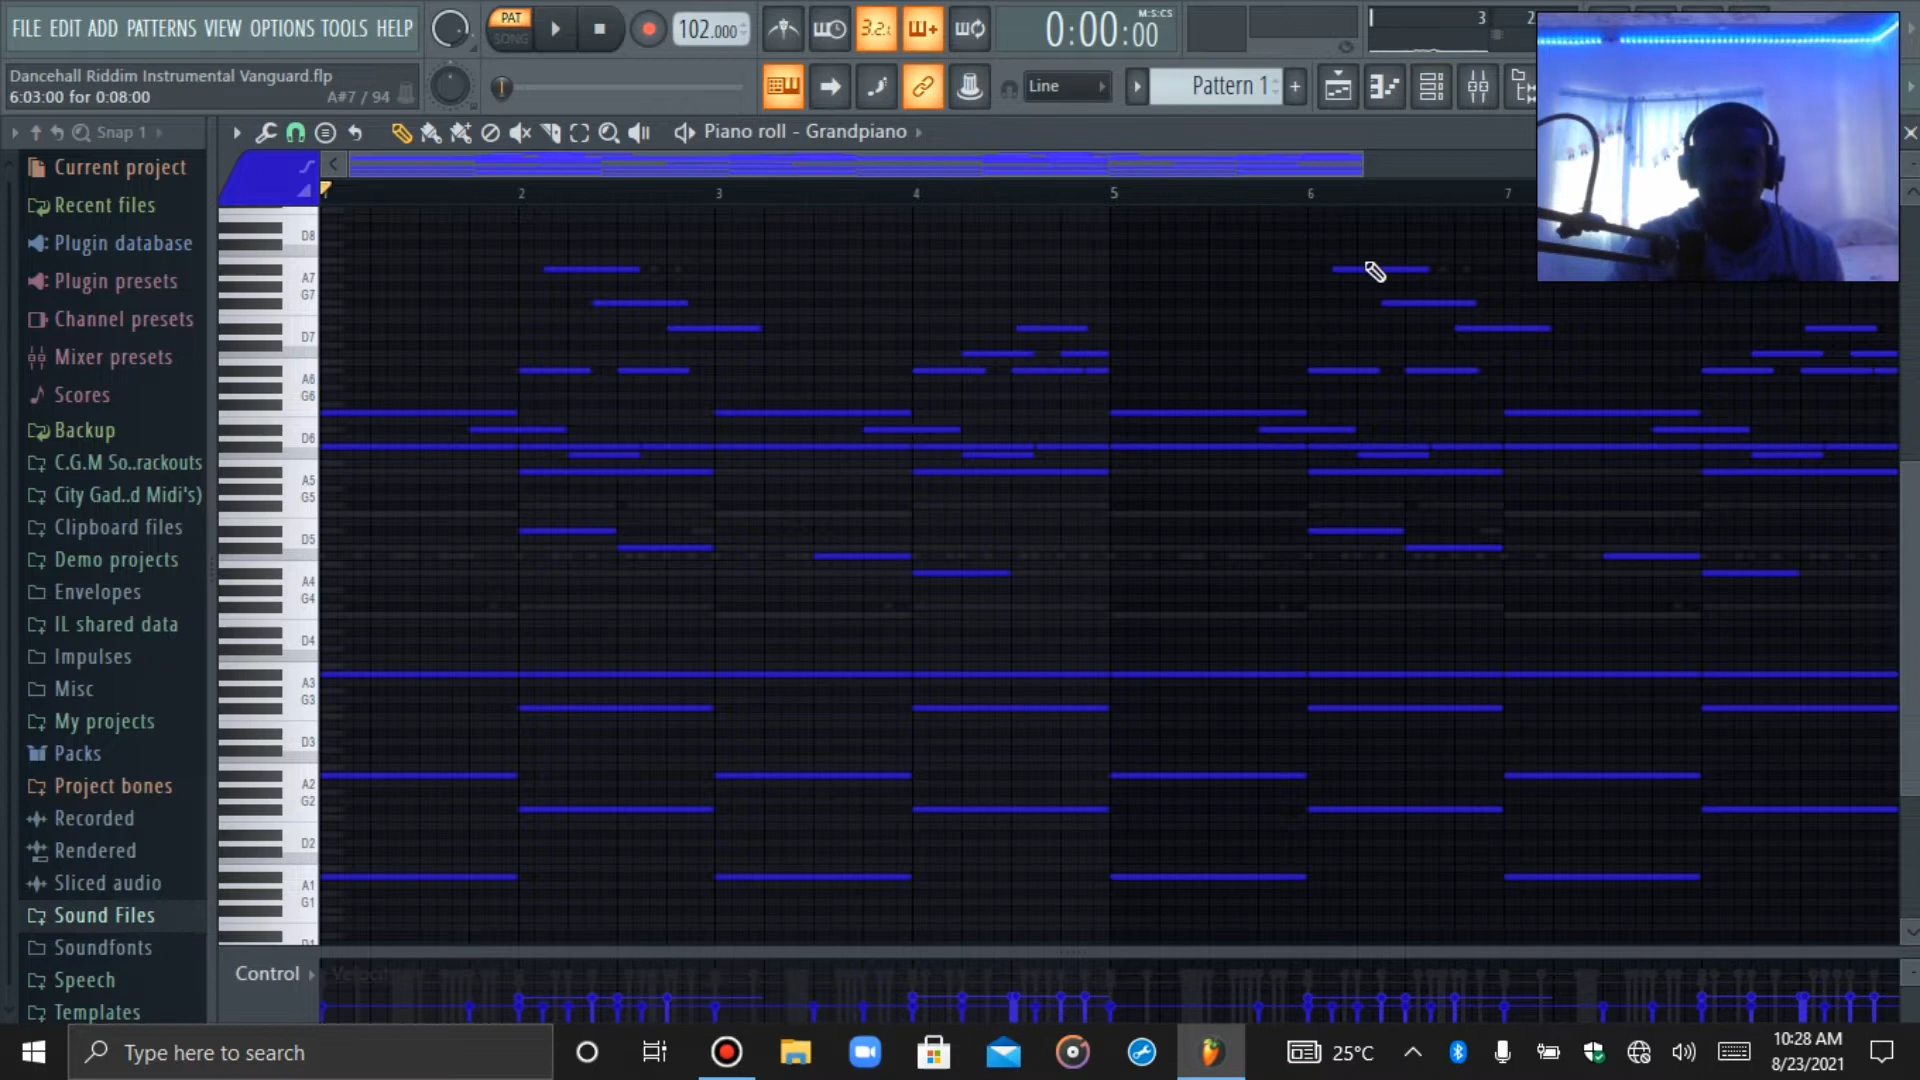 FILE EDIT ADD PATTERNS VIEW OPTIONS TOOLS HELP
PAT
SONG
102.000
3.2.
0:00:00
M:S:CS
3
2
Dancehall Riddim Instrumental Vanguard.flp
6:03:00 for 0:08:00
A#7 / 94
Line
Pattern 1
Snap 1
Piano roll - Grandpiano
Current project
Recent files
Plugin database
Plugin presets
Channel presets
Mixer presets
Scores
Backup
C.G.M So..rackouts
City Gad..d Midi's)
Clipboard files
Demo projects
Envelopes
IL shared data
Impulses
Misc
My projects
Packs
Project bones
Recorded
Rendered
Sliced audio
Sound Files
Soundfonts
Speech
Templates
2 3 4 5 6 7
D8
A7
G7
D7
A6
G6
D6
A5
G5
D5
A4
G4
D4
A3
G3
D3
A2
G2
D2
A1
G1
D1
Control
Velocity
Type here to search
25°C
10:28 AM
8/23/2021